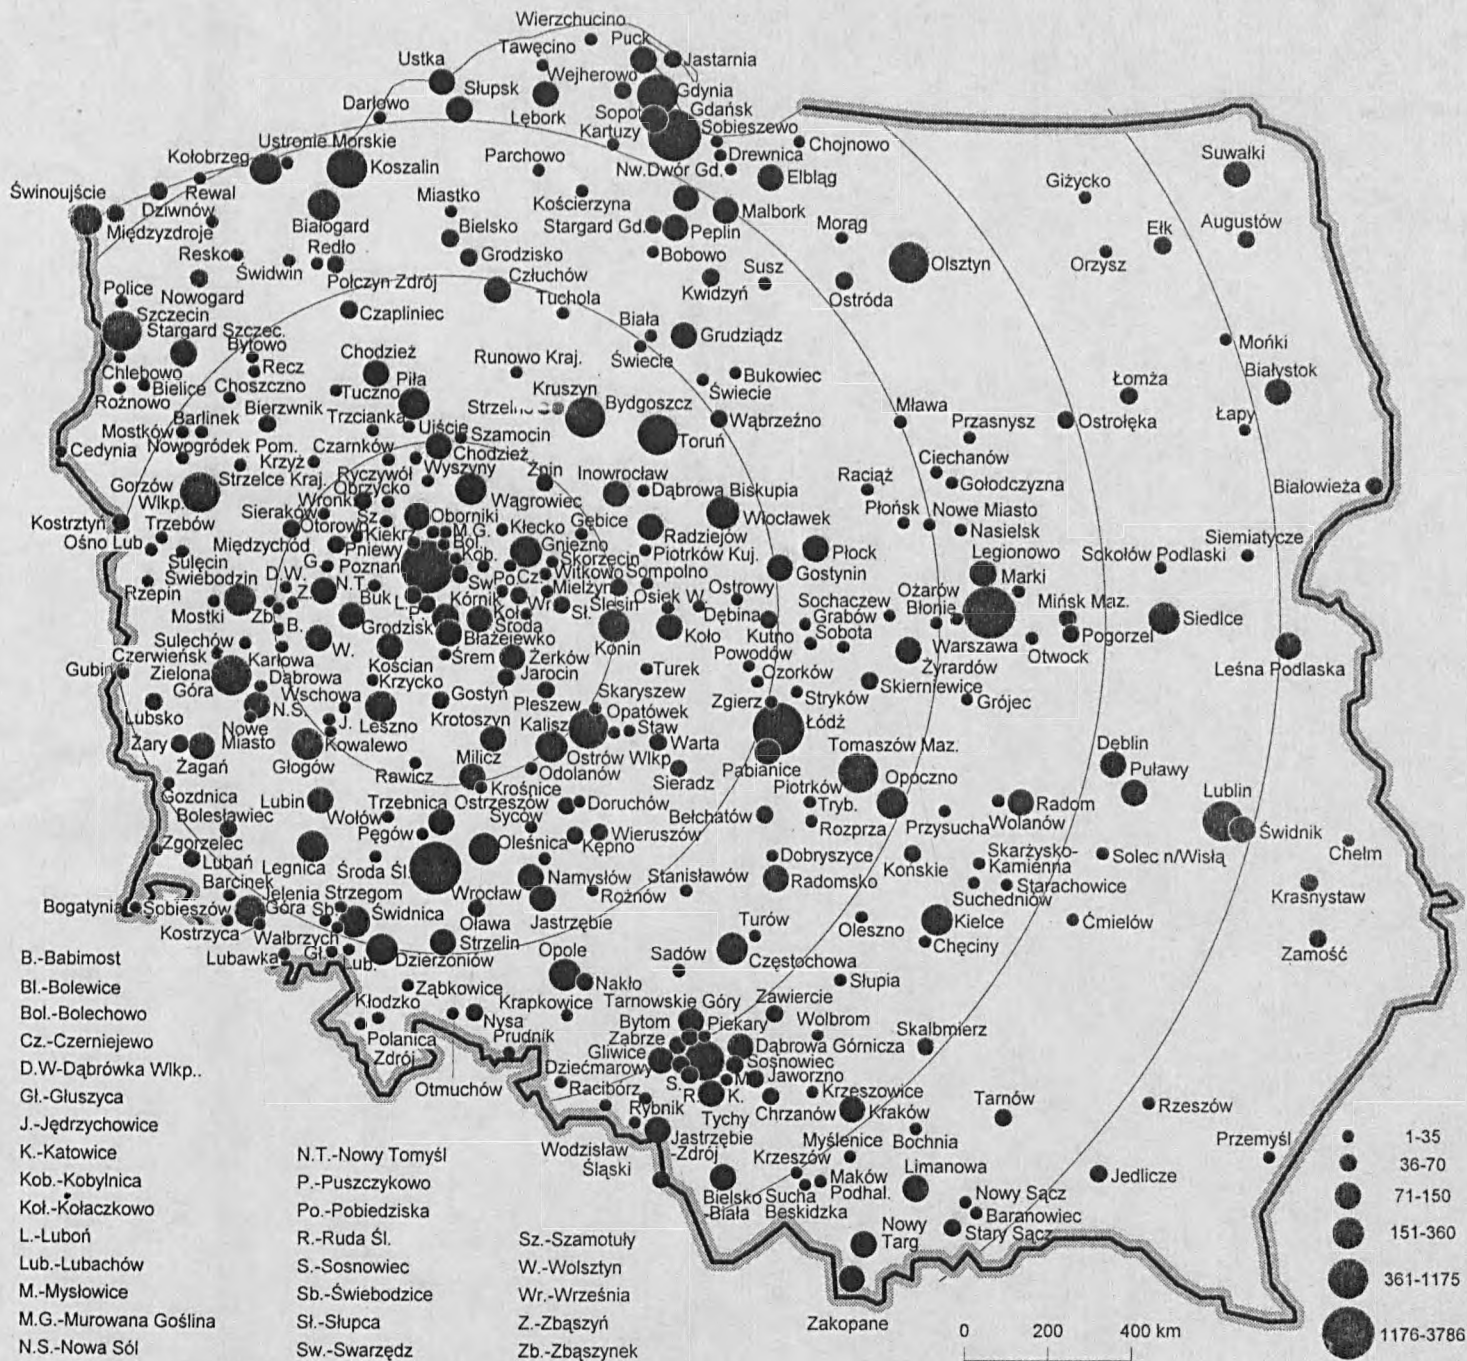 Wierzchucino
Tawęcino
Puck
Jastarnia
Ustka
Wejherowo
Słupsk
Gdynia
Gdańsk
Darłowo
Lębork
Sopot
Sobieszewo
Kartuzy
Chojnowo
Ustronie Morskie
Kołobrzeg
Koszalin
Parchowo
Drewnica
Nw.Dwór Gd.
Elbląg
Suwałki
Świnoujście
Rewal
Miastko
Kościerzyna
Giżycko
Dziwnów
Międzyzdroje
Białogard
Bielsko
Stargard Gd.
Peplin
Malbork
Morąg
Ełk
Augustów
Resko
Redło
Grodzisko
Bobowo
Olsztyn
Orzysz
Świdwin
Połczyn Zdrój
Człuchów
Susz
Police
Nowogard
Kwidzyń
Ostróda
Tuchola
Szczecin
Czapliniec
Biała
Stargard Szczec.
Grudziądz
Mońki
Bytowo
Chodzież
Runowo Kraj.
Świecie
Chlebowo
Recz
Białystok
Bielice
Choszczno
Tuczno
Piła
Kruszyn
Bukowiec
Świecie
Łomża
Rożnowo
Bierzwnik
Bydgoszcz
Barlinek
Trzcianka
Mława
Przasnysz
Łapy
Mostków
Ujście
Toruń
Wąbrzeźno
Ostrołęka
Cedynia
Nowogródek Pom.
Czarnków
Szamocin
Chodzież
Krzyż
Ryczywół
Wyszyny
Żnin
Inowrocław
Ciechanów
Gorzów
Wlkp.
Strzelce Kraj.
Obrzycko
Wągrowiec
Dąbrowa Biskupia
Raciąż
Gołodczyzna
Białowieża
Sieraków
Kostrztyń
Trzebów
Otorowo
Sz.
Oborniki
M.G.
Kłecko
Gębice
Włocławek
Płońsk
Nowe Miasto
Ośno Lub
Międzychód
Kiekrz
Bol.
Radziejów
Nasielsk
Siemiatycze
Sulęcin
Pniewy
Gniezno
Skorzęcin
Piotrków Kuj.
Płock
Legionowo
Sokołów Podlaski
Świebodzin
G.
Poznań
Kob.
Po.
Cz.
Witkowo
Sompolno
Gostynin
Marki
Rzepin
D.W.
Z.
N.T.
Sw.
Mielżyn
Ostrowy
Ożarów
Mostki
Zb.
Buk
L.
Kórnik
Wr.
Ślesin
Osiek W.
Sochaczew
Błonie
Mińsk Maz.
P.
Koł.
Sł.
Dębina
Grabów
B.
Grodzisk
Środa
Koło
Kutno
Sobota
Warszawa
Pogorzel
Siedlce
Sulechów
Błażejewko
Konin
Czerwieńsk
W.
Powodów
Otwock
Gubin
Karłowa
Kościan
Śrem
Żerków
Żyrardów
Leśna Podlaska
Zielona
Góra
Dąbrowa
Krzycko
Jarocin
Turek
Ozorków
Skierniewice
Wschowa
Gostyń
Pleszew
Skaryszew
Stryków
Grójec
Lubsko
N.S.
J.
Leszno
Krotoszyn
Kalisz
Opatówek
Zgierz
Nowe
Miasto
Staw
Łódź
Żary
Kowalewo
Warta
Dęblin
Żagań
Głogów
Milicz
Ostrów Wlkp
Pabianice
Tomaszów Maz.
Puławy
Rawicz
Odolanów
Sieradz
Opoczno
Gozdnica
Krośnice
Piotrków
Tryb.
Lublin
Lubin
Trzebnica
Ostrzeszów
Doruchów
Radom
Bolesławiec
Wołów
Syców
Bełchatów
Rozprza
Wolanów
Świdnik
Pęgów
Wieruszów
Przysucha
Zgorzelec
Oleśnica
Kępno
Chełm
Lubań
Legnica
Środa Śl.
Dobryszyce
Końskie
Skarżysko-
Kamienna
Solec n/Wisłą
Barcinek
Namysłów
Stanisławów
Radomsko
Bogatynia
Sobieszów
Jelenia
Góra
Strzegom
Wrocław
Rożnów
Suchedniów
Starachowice
Krasnystaw
Sb.
Świdnica
Jastrzębie
Kielce
Kostrzyca
Oława
Turów
Oleszno
Ćmielów
Wałbrzych
Strzelin
Chęciny
Zamość
Lubawka
Gł.
Lub.
Dzierżoniów
Opole
Sadów
Częstochowa
Ząbkowice
Nakło
Słupia
Tarnowskie Góry
Kłodzko
Krapkowice
Zawiercie
Nysa
Bytom
Piekary
Wolbrom
Skalbmierz
Polanica
Zdrój
Prudnik
Zabrze
Dąbrowa Górnicza
Gliwice
Sosnowiec
Otmuchów
Dziećmarowy
S.
M.
Jaworzno
Racibórz
R.
K.
Krzeszowice
Tarnów
Rzeszów
Rybnik
Tychy
Chrzanów
Kraków
Wodzisław
Śląski
Jastrzębie
-Zdrój
Myślenice
Bochnia
Przemyśl
Krzeszów
Maków
Podhal.
Limanowa
Jedlicze
Bielsko
-Biała
Sucha
Beskidzka
Nowy Sącz
Baranowiec
Nowy
Targ
Stary Sącz
Zakopane
B.-Babimost
Bl.-Bolewice
Bol.-Bolechowo
Cz.-Czerniejewo
D.W-Dąbrówka Wlkp..
Gł.-Głuszyca
J.-Jędrzychowice
K.-Katowice
Kob.-Kobylnica
Koł.-Kołaczkowo
L.-Luboń
Lub.-Lubachów
M.-Mysłowice
M.G.-Murowana Goślina
N.S.-Nowa Sól
N.T.-Nowy Tomyśl
P.-Puszczykowo
Po.-Pobiedziska
R.-Ruda Śl.
S.-Sosnowiec
Sb.-Świebodzice
Sł.-Słupca
Sw.-Swarzędz
Sz.-Szamotuły
W.-Wolsztyn
Wr.-Września
Z.-Zbąszyń
Zb.-Zbąszynek
0 200 400 km
1-35
36-70
71-150
151-360
361-1175
1176-3786